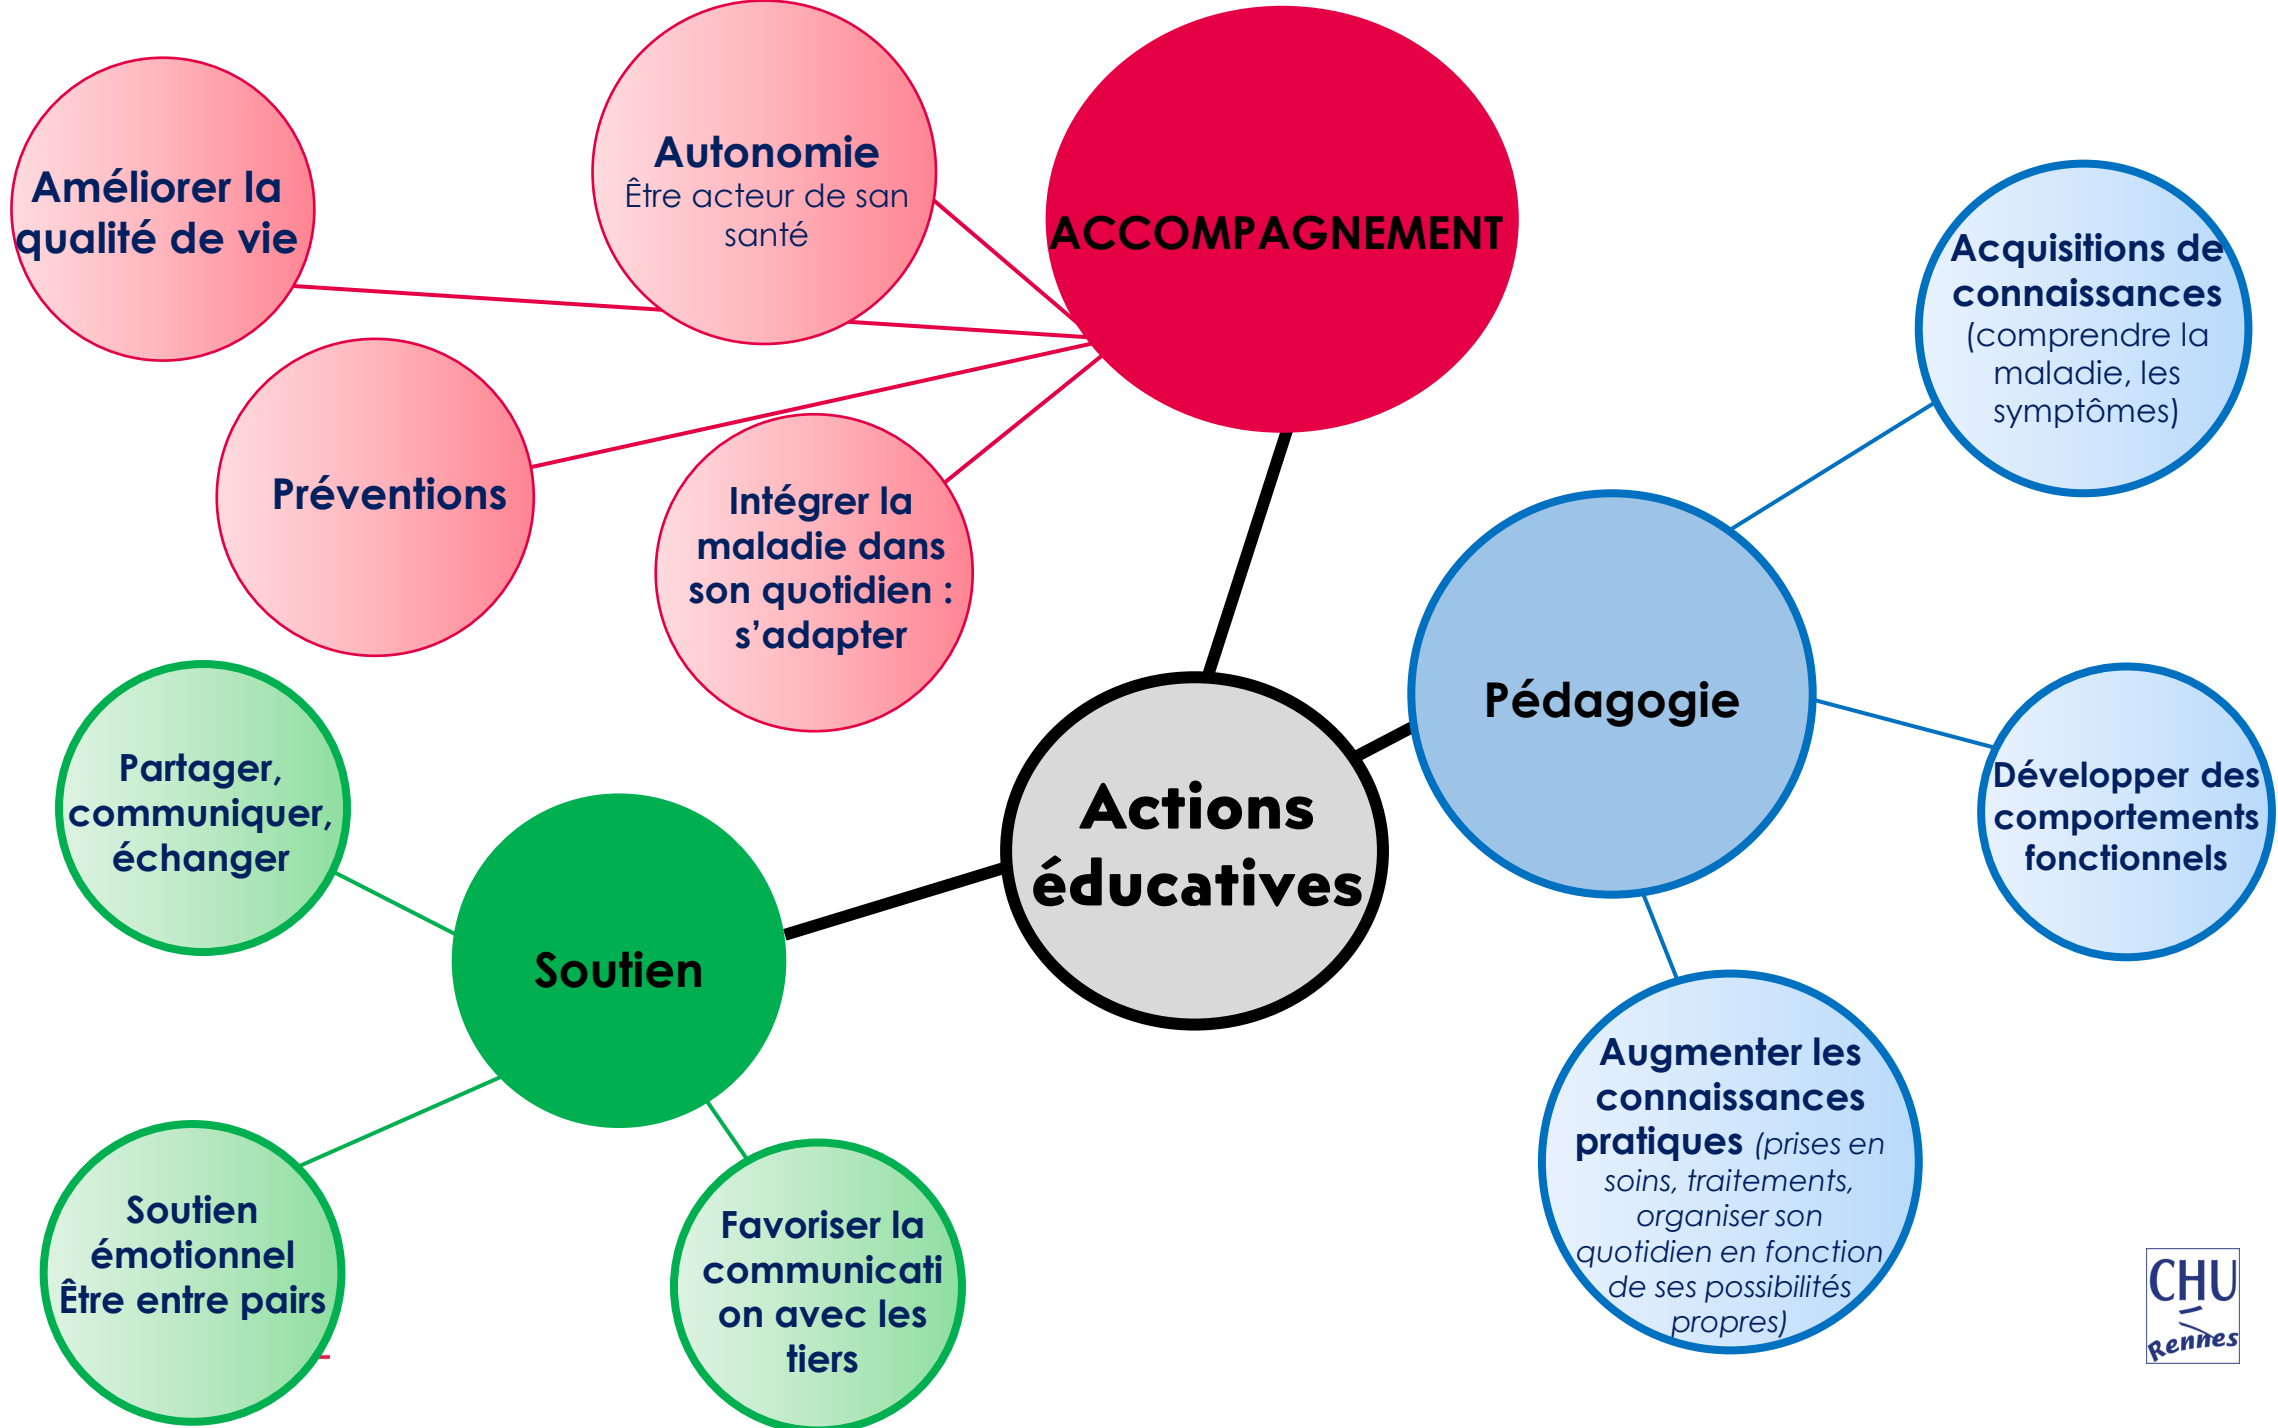 Améliorer la
qualité de vie
Autonomie
Être acteur de san
santé
ACCOMPAGNEMENT
Acquisitions de
connaissances
(comprendre la
maladie, les
symptômes)
Préventions
Intégrer la
maladie dans
son quotidien :
s’adapter
Pédagogie
Partager,
communiquer,
échanger
Soutien
Actions
éducatives
Développer des
comportements
fonctionnels
Soutien
émotionnel
Être entre pairs
Favoriser la
communicati
on avec les
tiers
Augmenter les
connaissances
pratiques (prises en
soins, traitements,
organiser son
quotidien en fonction
de ses possibilités
propres)
CHU
Rennes